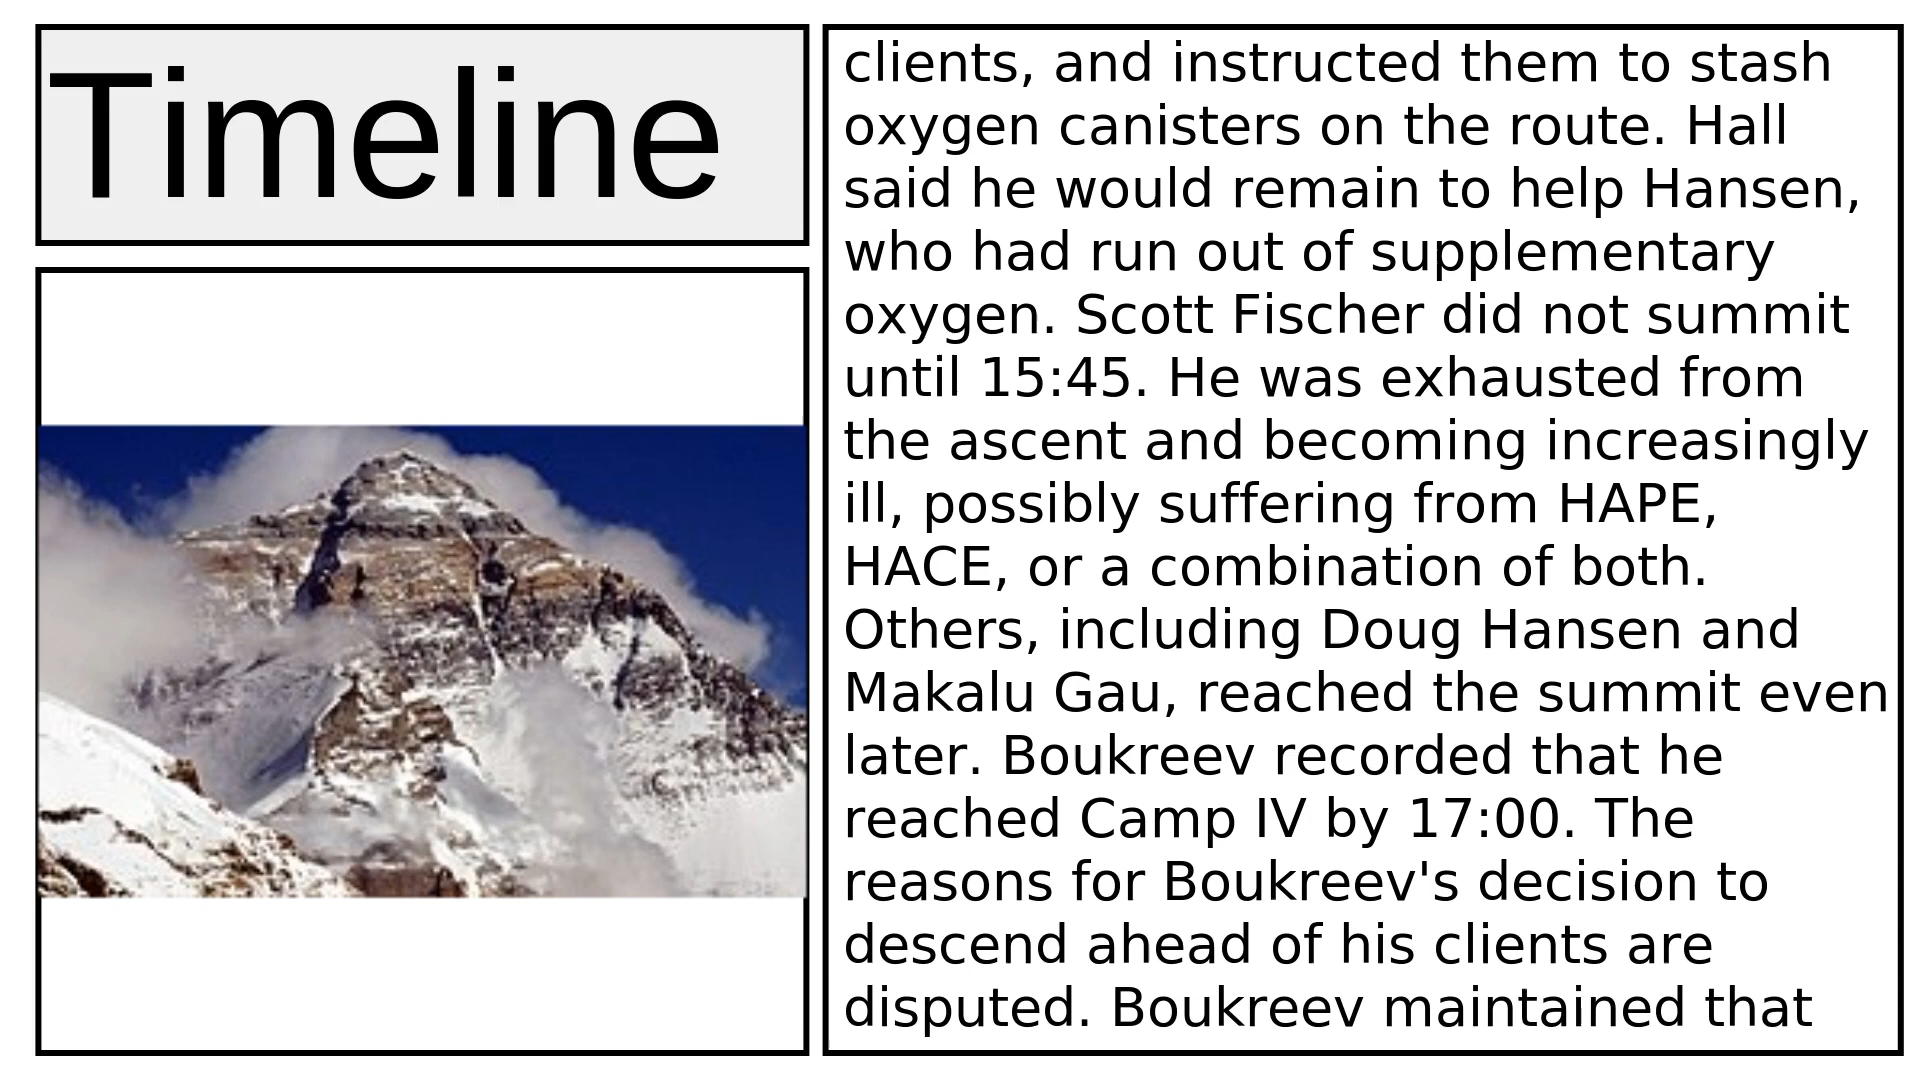 Timeline
clients, and instructed them to stash
oxygen canisters on the route. Hall
said he would remain to help Hansen,
who had run out of supplementary
oxygen. Scott Fischer did not summit
until 15:45. He was exhausted from
the ascent and becoming increasingly
ill, possibly suffering from HAPE,
HACE, or a combination of both.
Others, including Doug Hansen and
Makalu Gau, reached the summit even
later. Boukreev recorded that he
reached Camp IV by 17:00. The
reasons for Boukreev's decision to
descend ahead of his clients are
disputed. Boukreev maintained that